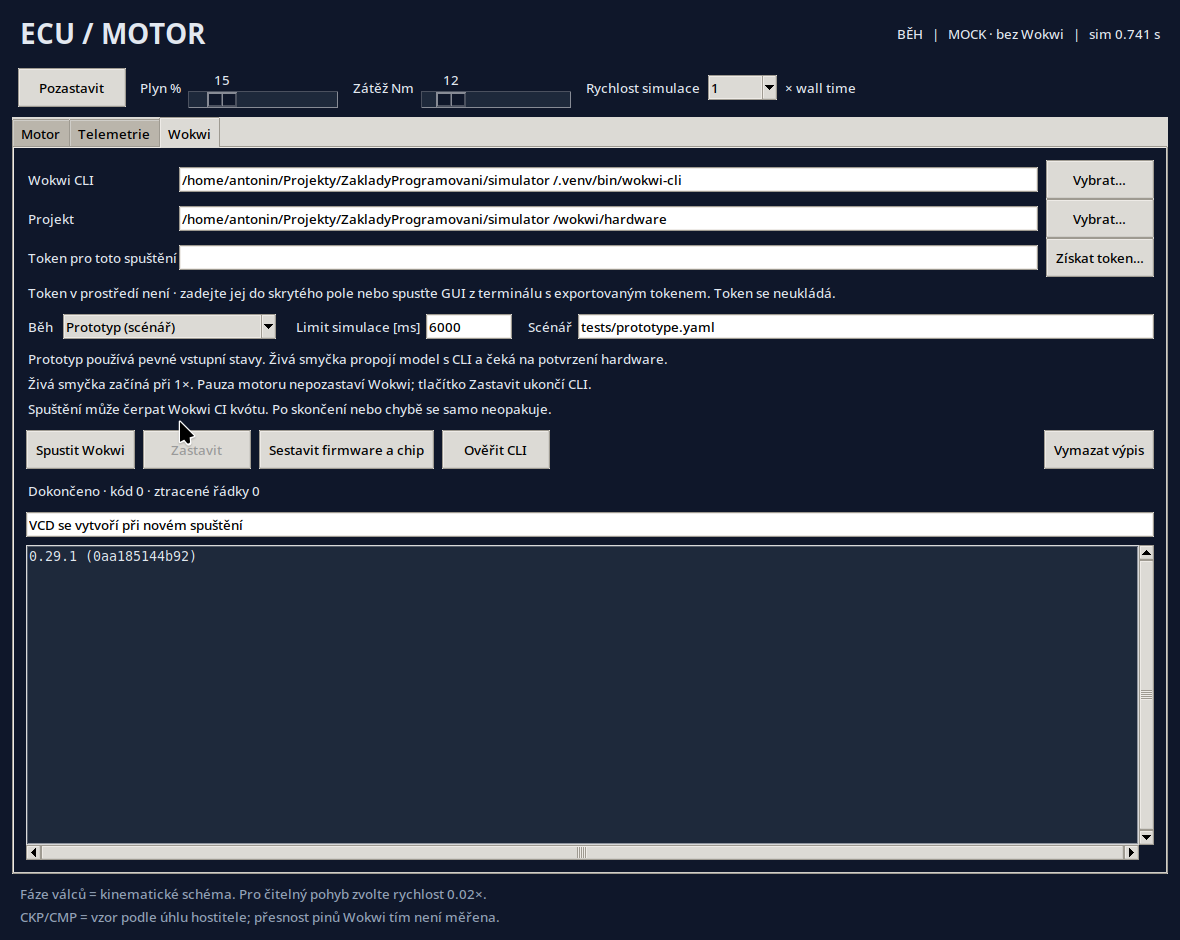 ECU / MOTOR
BĚH | MOCK · bez Wokwi | sim 0.741 s
Pozastavit Plyn % 15 Zátěž Nm 12 Rychlost simulace 1 × wall time
Motor Telemetrie Wokwi
Wokwi CLI /home/antonin/Projekty/ZakladyProgramovani/simulator /.venv/bin/wokwi-cli Vybrat...
Projekt /home/antonin/Projekty/ZakladyProgramovani/simulator /wokwi/hardware Vybrat...
Token pro toto spuštění Získat token...
Token v prostředí není · zadejte jej do skrytého pole nebo spusťte GUI z terminálu s exportovaným tokenem. Token se neukládá.
Běh Prototyp (scénář) Limit simulace [ms] 6000 Scénář tests/prototype.yaml
Prototyp používá pevné vstupní stavy. Živá smyčka propojí model s CLI a čeká na potvrzení hardware.
Živá smyčka začíná při 1×. Pauza motoru nepozastaví Wokwi; tlačítko Zastavit ukončí CLI.
Spuštění může čerpat Wokwi CI kvótu. Po skončení nebo chybě se samo neopakuje.
Spustit Wokwi Zastavit Sestavit firmware a chip Ověřit CLI Vymazat výpis
Dokončeno · kód 0 · ztracené řádky 0
VCD se vytvoří při novém spuštění
0.29.1 (0aa185144b92)
Fáze válců = kinematické schéma. Pro čitelný pohyb zvolte rychlost 0.02×.
CKP/CMP = vzor podle úhlu hostitele; přesnost pinů Wokwi tím není měřena.